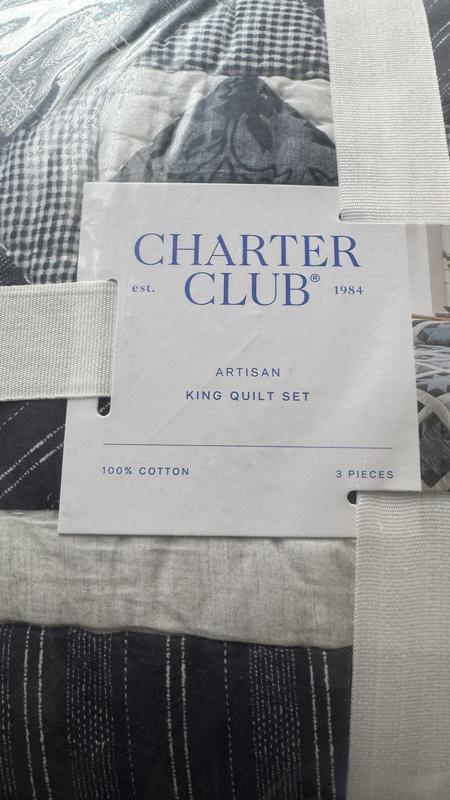 CHARTER
est. CLUB® 1984
ARTISAN
KING QUILT SET
100% COTTON 3 PIECES